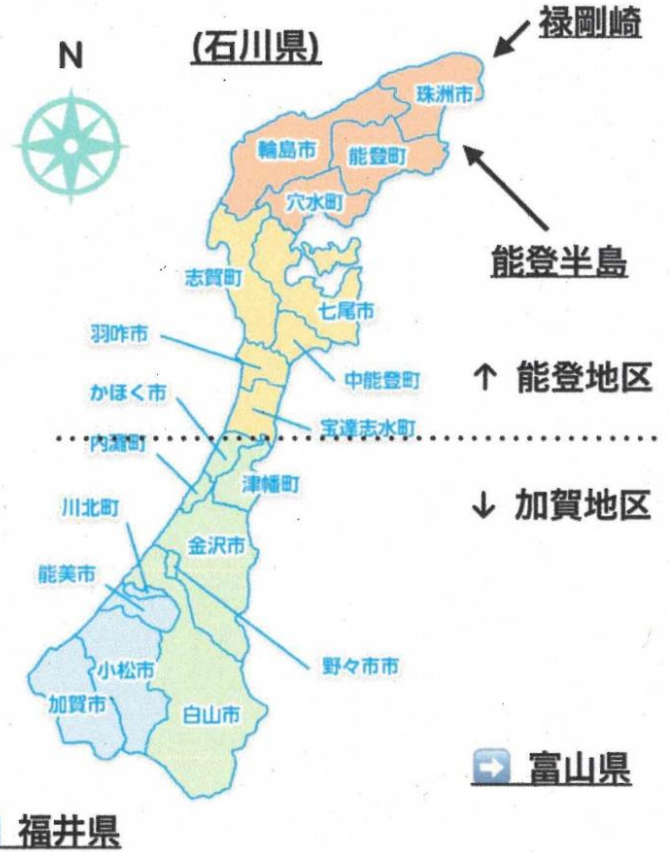 禄剛崎
(石川県)
N
珠洲市
輪島市
能登町
穴水町
能登半島
志賀町
七尾市
羽咋市
中能登町
↑ 能登地区
かほく市
宝達志水町
内灘町
津幡町
↓ 加賀地区
川北町
金沢市
能美市
野々市市
小松市
加賀市
白山市
➡ 富山県
福井県